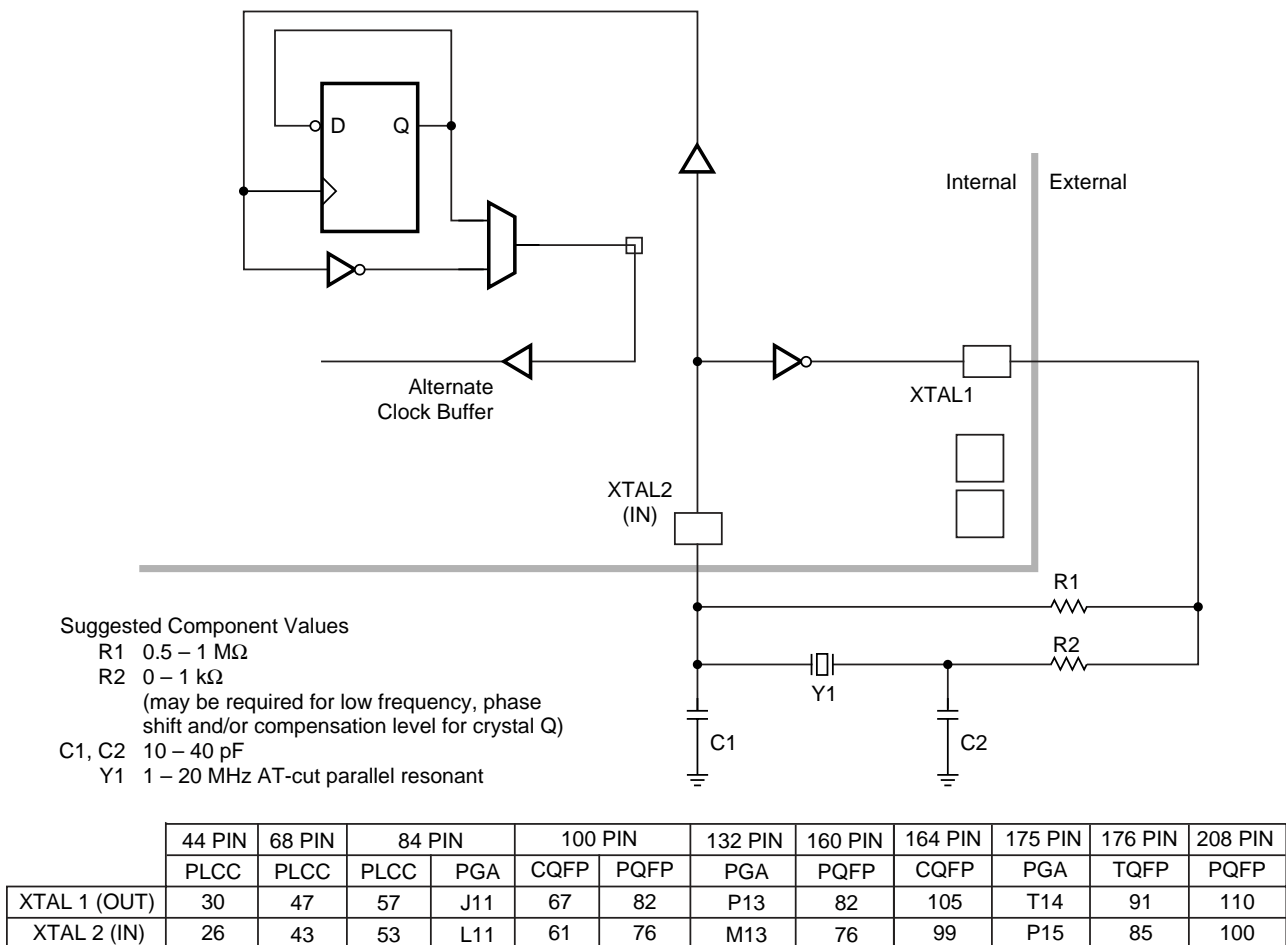 D Q
Internal External
Alternate
Clock Buffer
XTAL1
XTAL2
(IN)
R1
R2
Y1
C1
C2
Suggested Component Values
R1 0.5 – 1 MΩ
R2 0 – 1 kΩ
(may be required for low frequency, phase
shift and/or compensation level for crystal Q)
C1, C2 10 – 40 pF
Y1 1 – 20 MHz AT-cut parallel resonant
44 PIN 68 PIN 84 PIN 100 PIN 132 PIN 160 PIN 164 PIN 175 PIN 176 PIN 208 PIN
PLCC PLCC PLCC PGA CQFP PQFP PGA PQFP CQFP PGA TQFP PQFP
XTAL 1 (OUT) 30 47 57 J11 67 82 P13 82 105 T14 91 110
XTAL 2 (IN) 26 43 53 L11 61 76 M13 76 99 P15 85 100